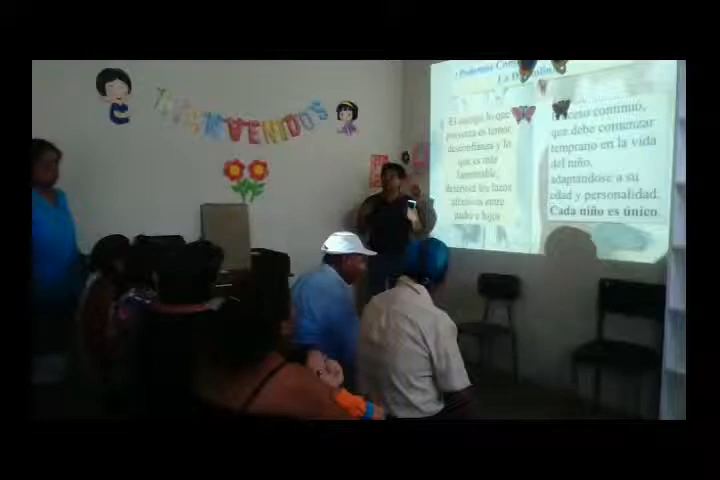 BIENVENIDOS
El castigo lo que
provoca es temor,
desconfianza y lo
que es más
lamentable,
deteriora los lazos
afectivos entre
padre e hijos
continuo,
que debe comenzar
temprano en la vida
del niño,
adaptándose a su
edad y personalidad.
Cada niño es único.